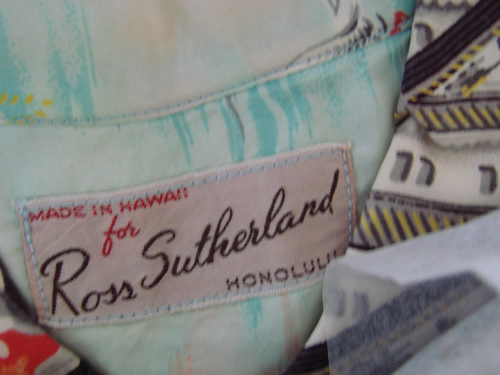 MADE IN HAWAII
for
Ross Sutherland
HONOLULU